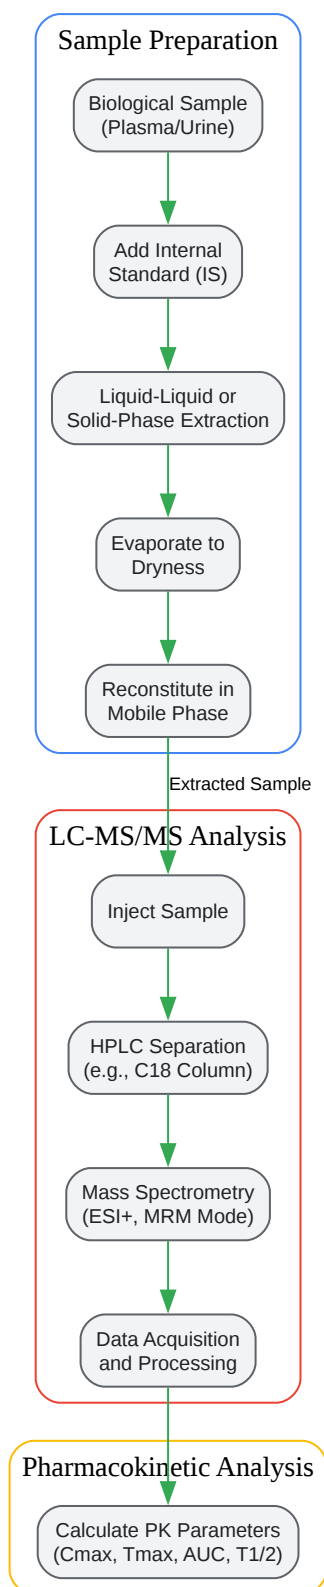 Sample Preparation
Biological Sample
(Plasma/Urine)
Add Internal
Standard (IS)
Liquid-Liquid or
Solid-Phase Extraction
Evaporate to
Dryness
Reconstitute in
Mobile Phase
Extracted Sample
LC-MS/MS Analysis
Inject Sample
HPLC Separation
(e.g., C18 Column)
Mass Spectrometry
(ESI+, MRM Mode)
Data Acquisition
and Processing
Pharmacokinetic Analysis
Calculate PK Parameters
(Cmax, Tmax, AUC, T1/2)